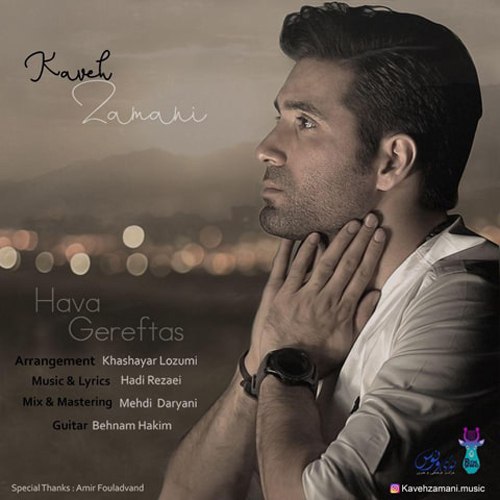 Kaveh
Zamani
Hava
Gereftas
Arrangement Khashayar Lozumi
Music & Lyrics Hadi Rezaei
Mix & Mastering Mehdi Daryani
Guitar Behnam Hakim
Special Thanks : Amir Fouladvand
Kavehzamani.music